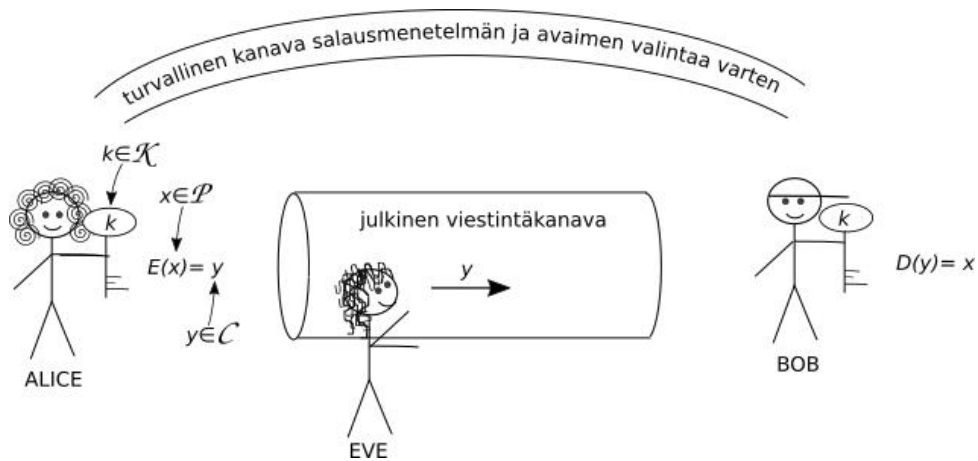 turvallinen kanava salausmenetelmän ja avaimen valintaa varten
k∈𝒦
x∈𝒫
k
E(x)= y
y∈𝒞
ALICE
julkinen viestintäkanava
y
EVE
k
D(y)= x
BOB